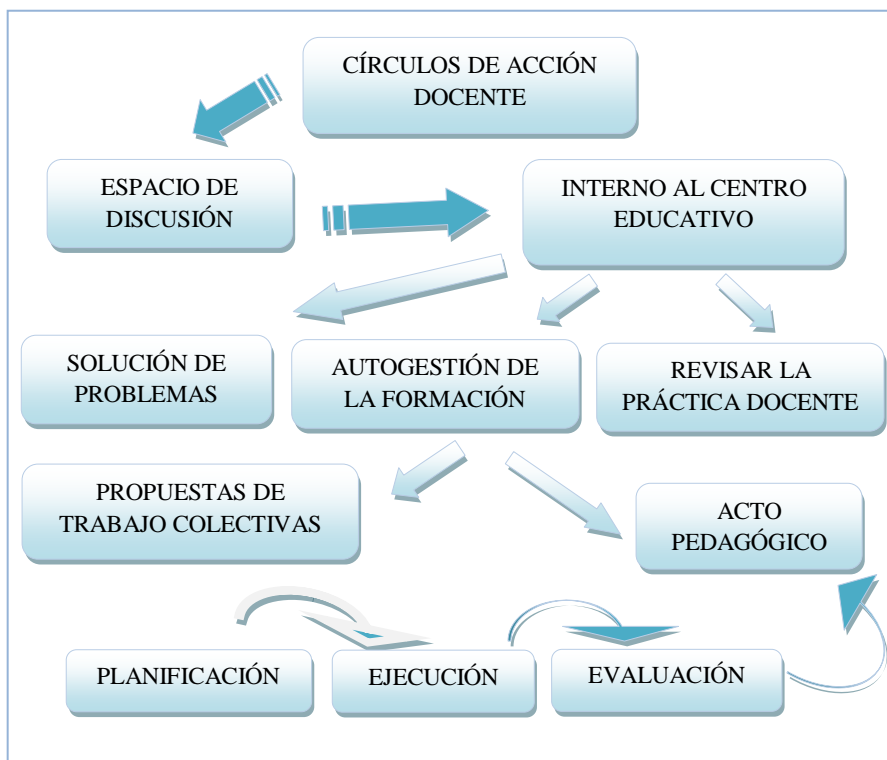 CÍRCULOS DE ACCIÓN
DOCENTE
ESPACIO DE
DISCUSIÓN
INTERNO AL CENTRO
EDUCATIVO
SOLUCIÓN DE
PROBLEMAS
AUTOGESTIÓN DE
LA FORMACIÓN
REVISAR LA
PRÁCTICA DOCENTE
PROPUESTAS DE
TRABAJO COLECTIVAS
ACTO
PEDAGÓGICO
PLANIFICACIÓN
EJECUCIÓN
EVALUACIÓN